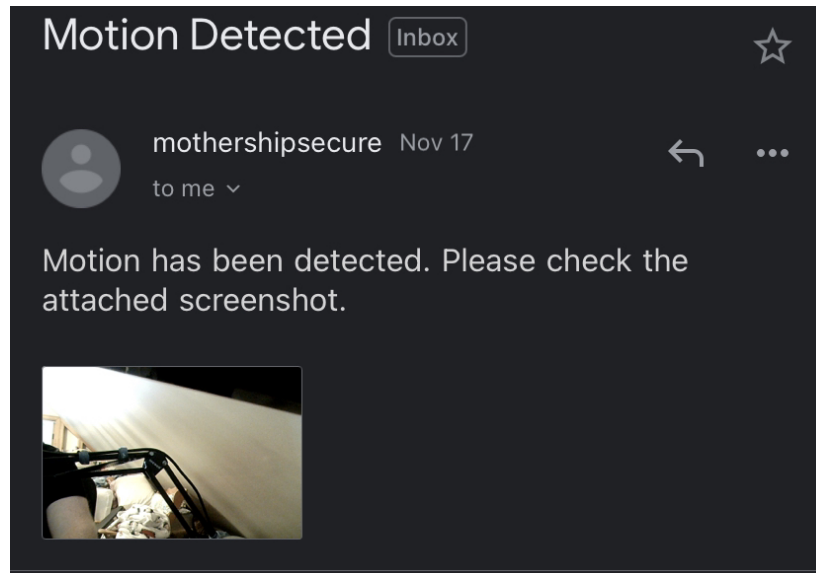 Motion Detected Inbox
mothershipsecure Nov 17
to me
Motion has been detected. Please check the
attached screenshot.